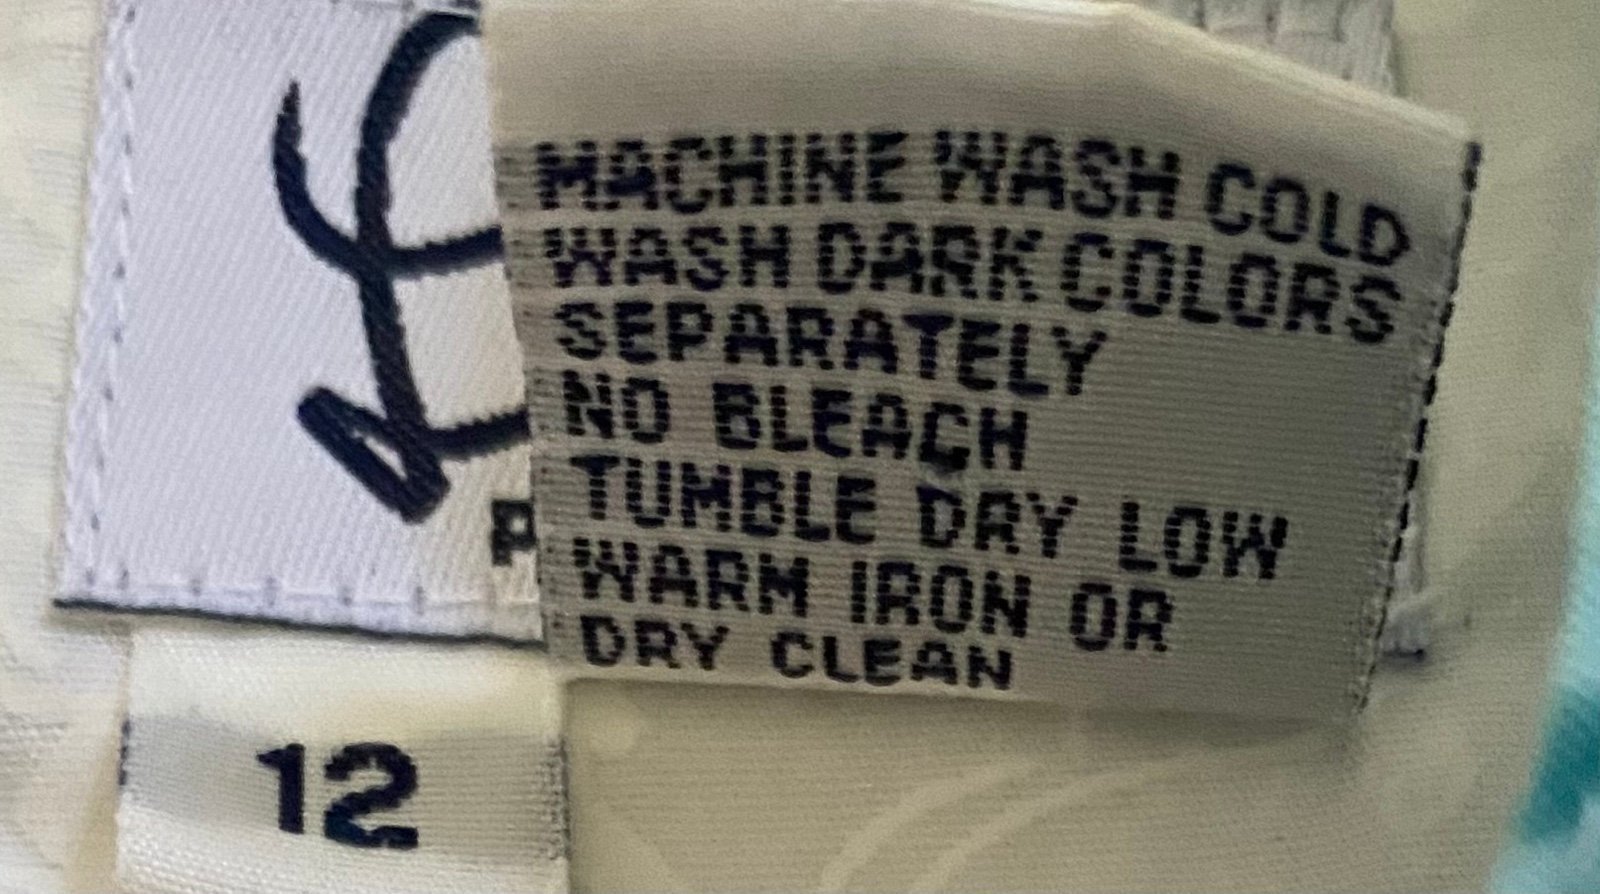 MACHINE WASH COLD
WASH DARK COLORS
SEPARATELY
NO BLEACH
TUMBLE DRY LOW
WARM IRON OR
DRY CLEAN
12